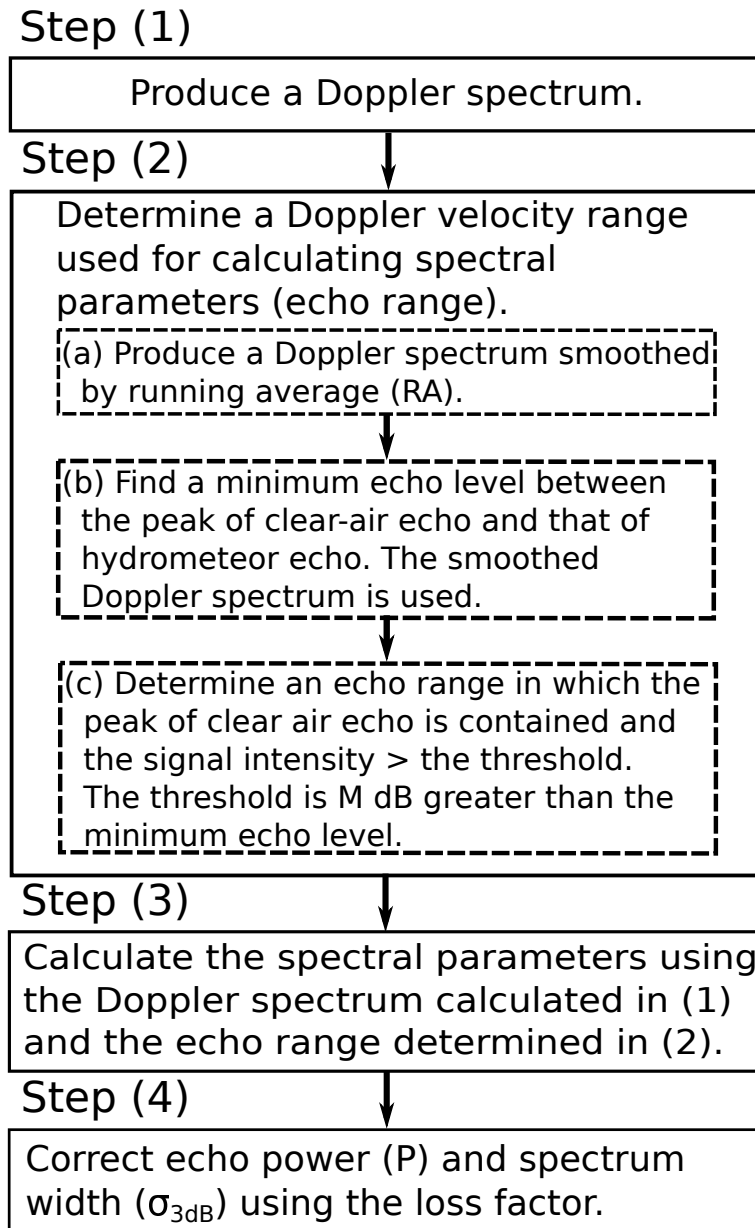 Step (1)
Produce a Doppler spectrum.
Step (2)
Determine a Doppler velocity range
used for calculating spectral
parameters (echo range).
(a) Produce a Doppler spectrum smoothed
by running average (RA).
(b) Find a minimum echo level between
the peak of clear-air echo and that of
hydrometeor echo. The smoothed
Doppler spectrum is used.
(c) Determine an echo range in which the
peak of clear air echo is contained and
the signal intensity > the threshold.
The threshold is M dB greater than the
minimum echo level.
Step (3)
Calculate the spectral parameters using
the Doppler spectrum calculated in (1)
and the echo range determined in (2).
Step (4)
Correct echo power (P) and spectrum
width (σ3dB) using the loss factor.